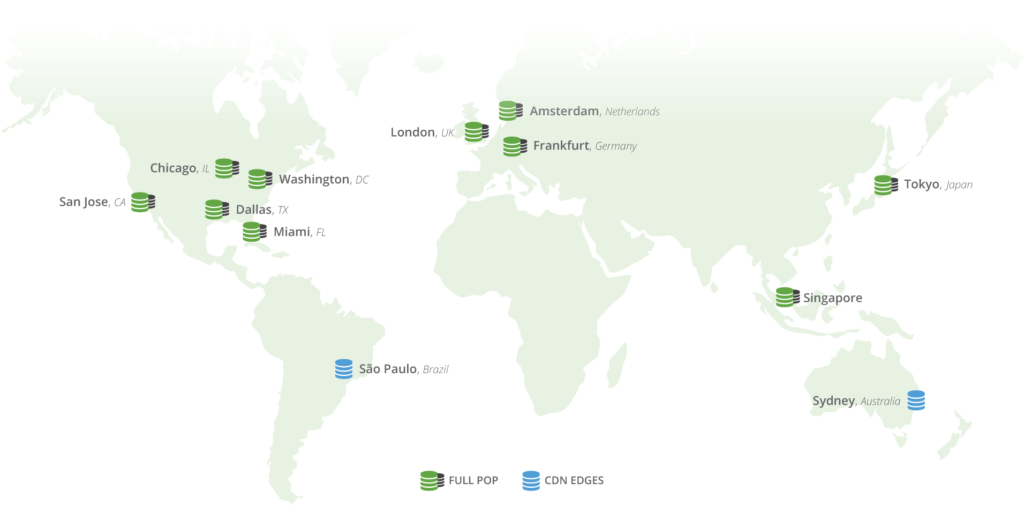 Amsterdam, Netherlands
London, UK
Frankfurt, Germany
Chicago, IL
Washington, DC
Tokyo, Japan
San Jose, CA
Dallas, TX
Miami, FL
Singapore
São Paulo, Brazil
Sydney, Australia
FULL POP
CDN EDGES